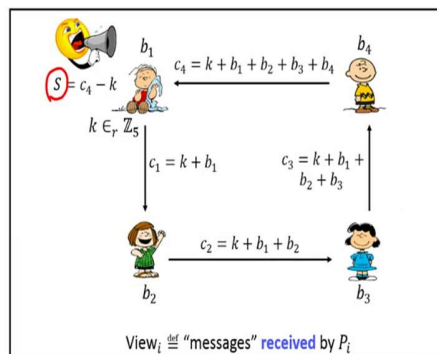 b₁
b₄
c₄ = k + b₁ + b₂ + b₃ + b₄
S = c₄ − k
k ∈ᵣ ℤ₅
c₁ = k + b₁
c₃ = k + b₁ +
b₂ + b₃
c₂ = k + b₁ + b₂
b₂
b₃
Viewᵢ ≝ “messages” received by Pᵢ